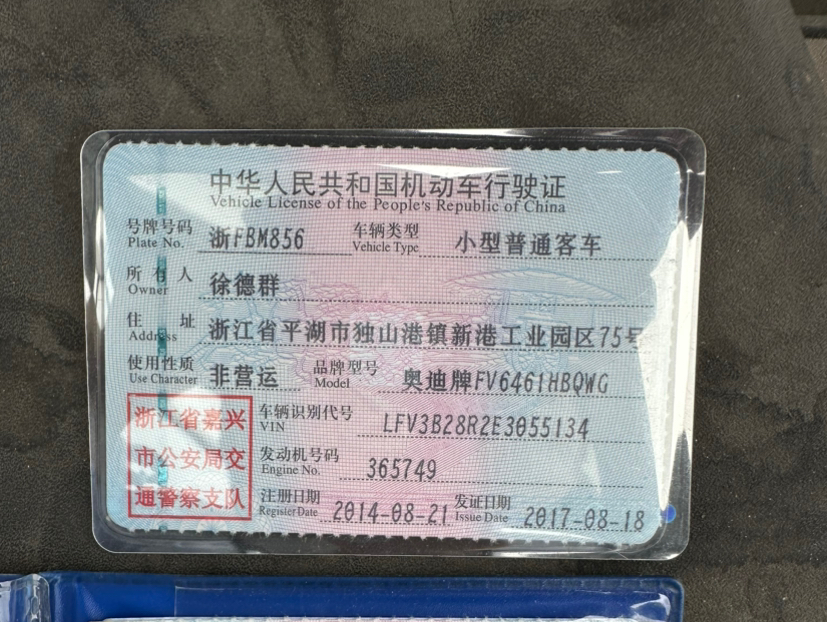 中华人民共和国机动车行驶证
Vehicle License of the People's Republic of China
号牌号码 浙FBM856 车辆类型 小型普通客车
Plate No. Vehicle Type
所有人 徐德群
Owner
住址 浙江省平湖市独山港镇新港工业园区75号
Address
使用性质 非营运 品牌型号 奥迪牌FV6461HBQWG
Use Character Model
浙江省嘉兴
市公安局交
通警察支队
车辆识别代号 LFV3B28R2E3055134
VIN
发动机号码 365749
Engine No.
注册日期 2014-08-21 发证日期 2017-08-18
Register Date Issue Date